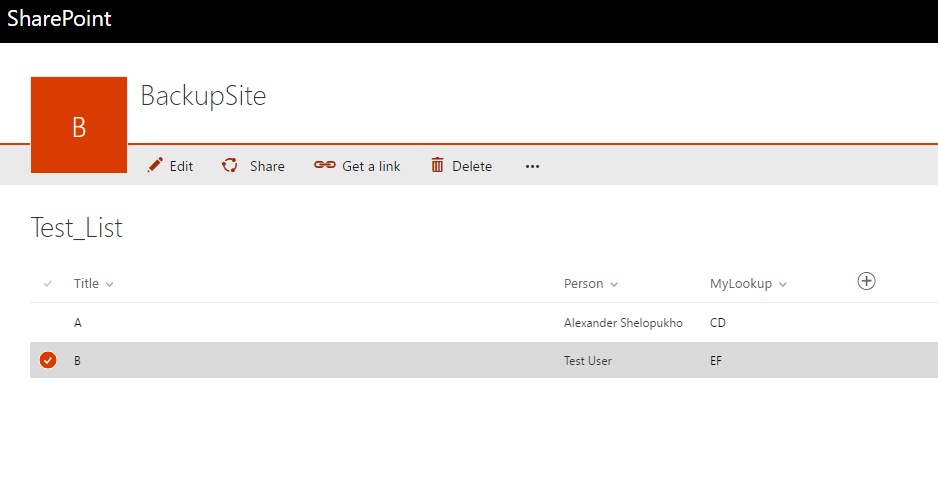 SharePoint
B
BackupSite
Edit Share Get a link Delete ...
Test_List
Title Person MyLookup
A Alexander Shelopukho CD
B Test User EF